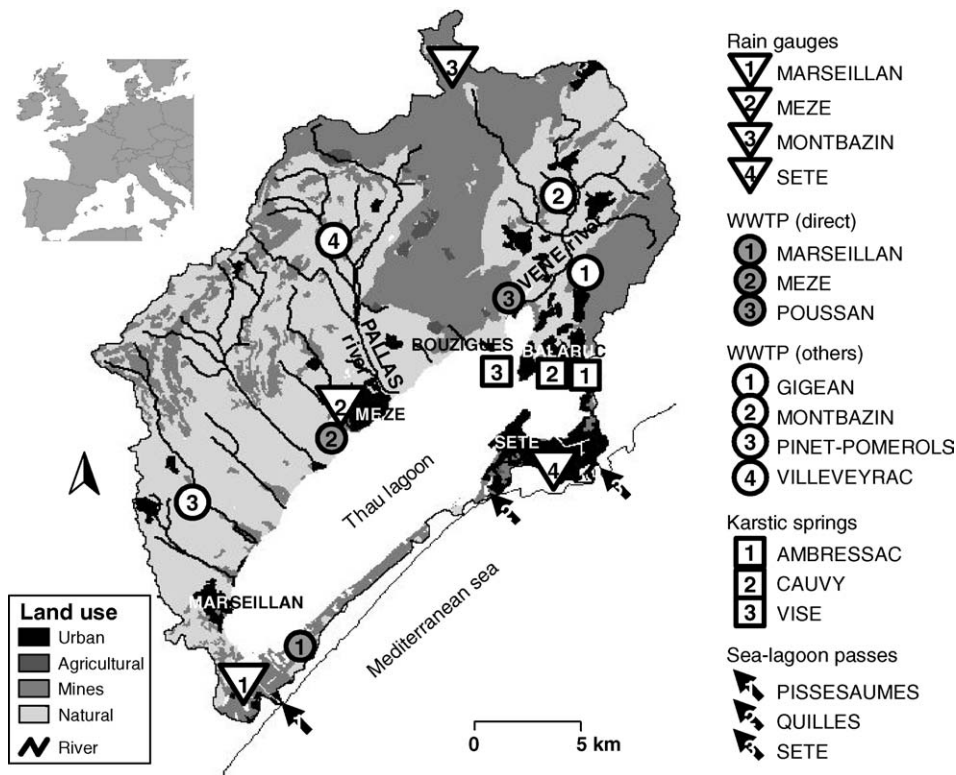 Rain gauges
1 MARSEILLAN
2 MEZE
3 MONTBAZIN
4 SETE
WWTP (direct)
1 MARSEILLAN
2 MEZE
3 POUSSAN
WWTP (others)
1 GIGEAN
2 MONTBAZIN
3 PINET-POMEROLS
4 VILLEVEYRAC
Karstic springs
1 AMBRESSAC
2 CAUVY
3 VISE
Sea-lagoon passes
1 PISSESAUMES
2 QUILLES
3 SETE
3
2
4
VENE river
1
3
PALLAS
river
BOUZIGUES
BALARUC
3
2
1
2
MEZE
2
SETE
4
3
2
3
Thau lagoon
Mediterranean sea
MARSEILLAN
1
1
1
Land use
Urban
Agricultural
Mines
Natural
River
0 5 km